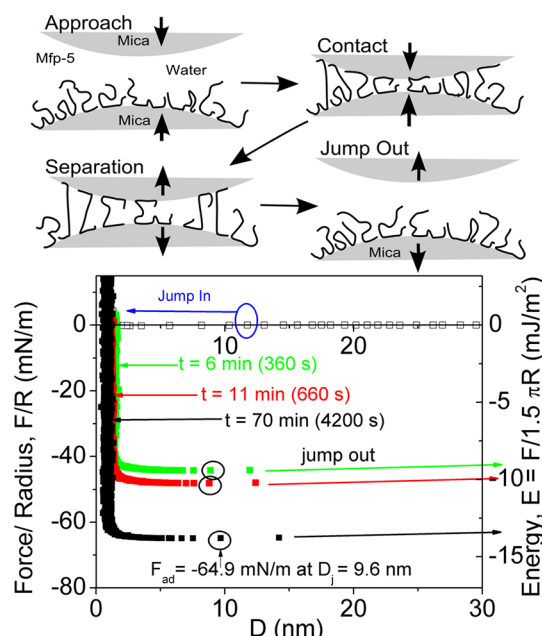 Approach
Mica
Mfp-5
Water
Mica
Contact
Separation
Jump Out
Mica
Force/ Radius, F/R (mN/m)
0
-20
-40
-60
-80
Jump In
t = 6 min (360 s)
t = 11 min (660 s)
t = 70 min (4200 s)
jump out
F_ad= -64.9 mN/m at D_j = 9.6 nm
0
-5
-10
-15
Energy, E = F/1.5 πR (mJ/m²)
0 10 20 30
D (nm)